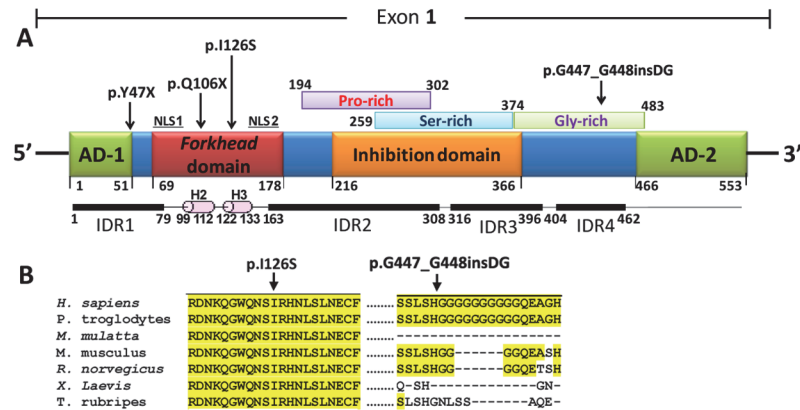 Exon 1
A
p.I126S
p.Y47X
p.Q106X
p.G447_G448insDG
194 302
Pro-rich
NLS1 NLS2
259 Ser-rich 374 Gly-rich 483
5’ AD-1 Forkhead domain Inhibition domain AD-2 3’
1 51 69 178 216 366 466 553
H2 H3
1 79 99 112 122 133 163 308 316 396 404 462
IDR1 IDR2 IDR3 IDR4
B
p.I126S p.G447_G448insDG
H. sapiens RDNKQGWQNSIRHNLSLNECF ........ SSLSHGGGGGGGGGGQEAGH
P. troglodytes RDNKQGWQNSIRHNLSLNECF ........ SSLSHGGGGGGGGGGQEAGH
M. mulatta RDNKQGWQNSIRHNLSLNECF ........ --------------------
M. musculus RDNKQGWQNSIRHNLSLNECF ........ SSLSHGG------GGQEASH
R. norvegicus RDNKQGWQNSIRHNLSLNECF ........ SSLSHGG------GGQETSH
X. Laevis RDNKQGWQNSIRHNLSLNECF ........ Q-SH-------------GN-
T. rubripes RDNKQGWQNSIRHNLSLNECF ........ SLSHGNLSS-------AQE-